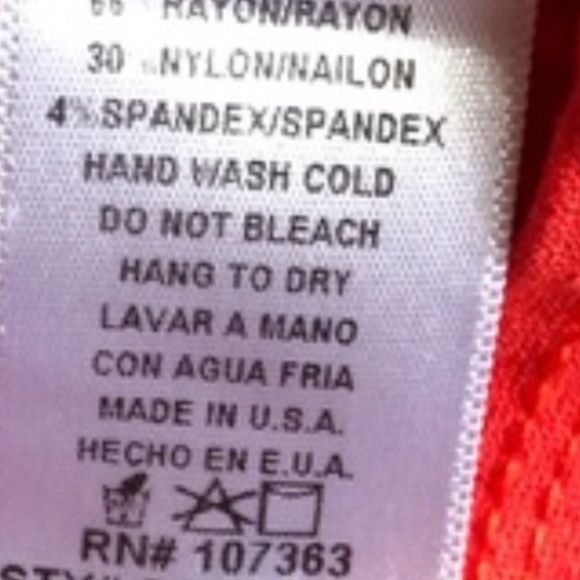 66% RAYON/RAYON
30% NYLON/NAILON
4% SPANDEX/SPANDEX
HAND WASH COLD
DO NOT BLEACH
HANG TO DRY
LAVAR A MANO
CON AGUA FRIA
MADE IN U.S.A.
HECHO EN E.U.A.
RN# 107363